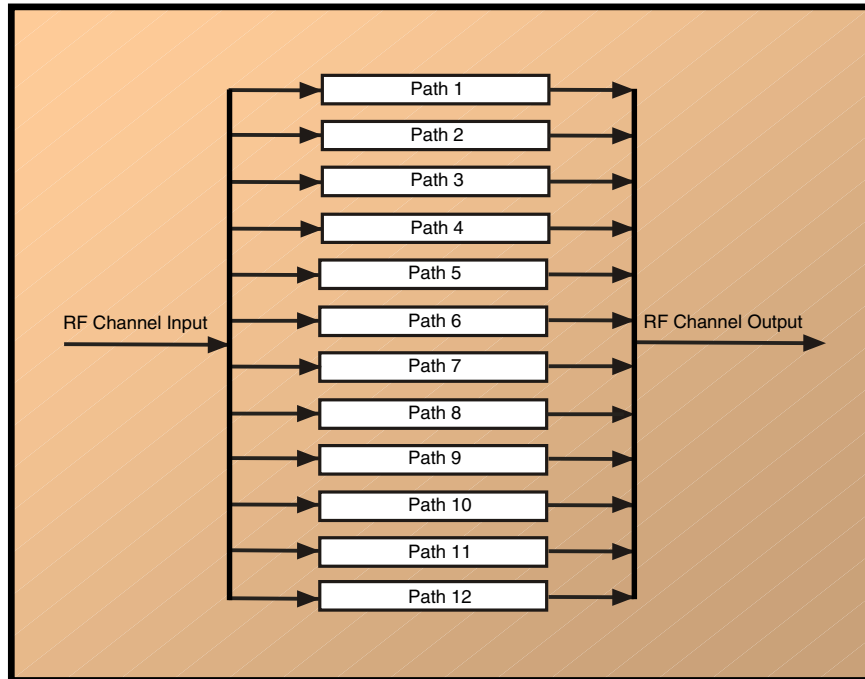 Path 1
Path 2
Path 3
Path 4
Path 5
RF Channel Input
Path 6
RF Channel Output
Path 7
Path 8
Path 9
Path 10
Path 11
Path 12